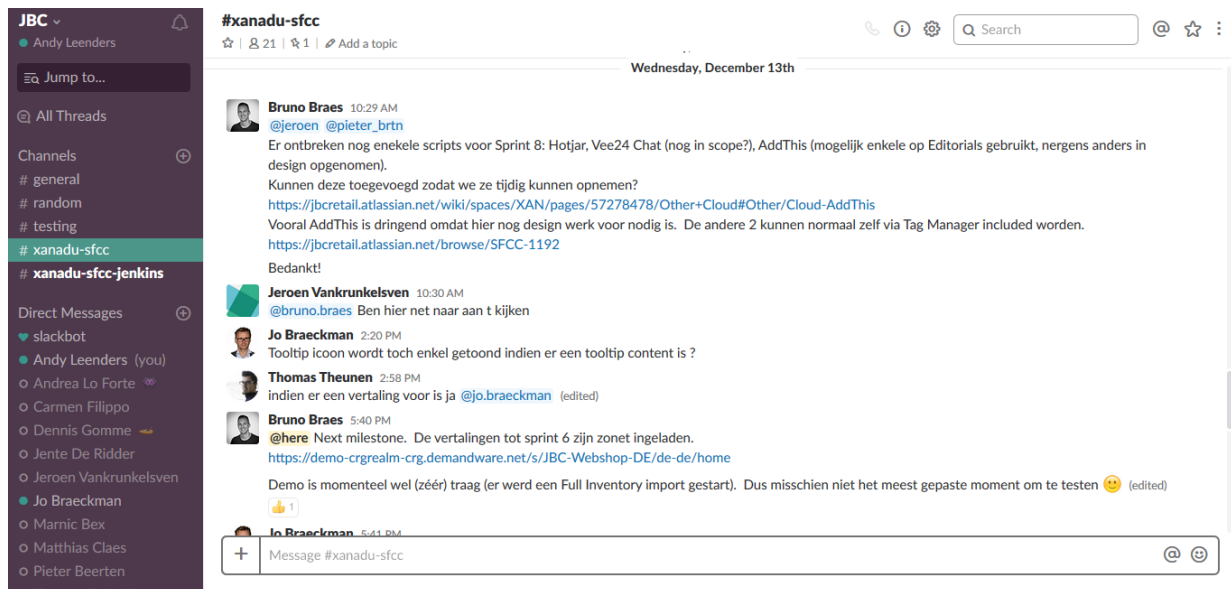 JBC
Andy Leenders
Jump to...
All Threads
Channels
# general
# random
# testing
# xanadu-sfcc
# xanadu-sfcc-jenkins
Direct Messages
slackbot
Andy Leenders (you)
Andrea Lo Forte
Carmen Filippo
Dennis Gomme
Jente De Ridder
Jeroen Vankrunkelsven
Jo Braeckman
Marnic Bex
Matthias Claes
Pieter Beerten
#xanadu-sfcc
21 | 1 | Add a topic
Search
Wednesday, December 13th
Bruno Braes 10:29 AM
@jeroen @pieter_brtn
Er ontbreken nog enekele scripts voor Sprint 8: Hotjar, Vee24 Chat (nog in scope?), AddThis (mogelijk enkele op Editorials gebruikt, nergens anders in
design opgenomen).
Kunnen deze toegevoegd zodat we ze tijdig kunnen opnemen?
https://jbcretail.atlassian.net/wiki/spaces/XAN/pages/57278478/Other+Cloud#Other/Cloud-AddThis
Vooral AddThis is dringend omdat hier nog design werk voor nodig is. De andere 2 kunnen normaal zelf via Tag Manager included worden.
https://jbcretail.atlassian.net/browse/SFCC-1192
Bedankt!
Jeroen Vankrunkelsven 10:30 AM
@bruno.braes Ben hier net naar aan t kijken
Jo Braeckman 2:20 PM
Tooltip icoon wordt toch enkel getoond indien er een tooltip content is ?
Thomas Theunen 2:58 PM
indien er een vertaling voor is ja @jo.braeckman (edited)
Bruno Braes 5:40 PM
@here Next milestone. De vertalingen tot sprint 6 zijn zonet ingeladen.
https://demo-crgrealm-crg.demandware.net/s/JBC-Webshop-DE/de-de/home
Demo is momenteel wel (zéér) traag (er werd een Full Inventory import gestart). Dus misschien niet het meest gepaste moment om te testen 🙂 (edited)
👍 1
Jo Braeckman 5:41 PM
Message #xanadu-sfcc